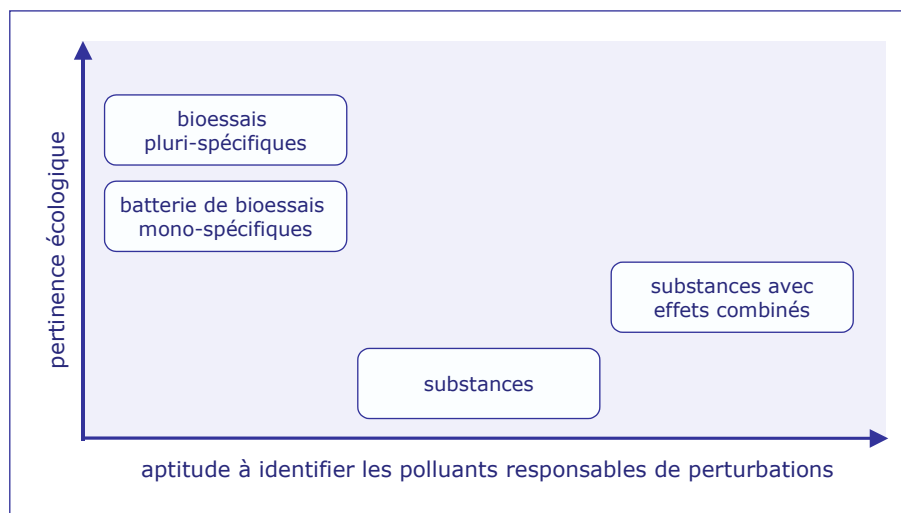 pertinence écologique
bioessais
pluri-spécifiques
batterie de bioessais
mono-spécifiques
substances avec
effets combinés
substances
aptitude à identifier les polluants responsables de perturbations